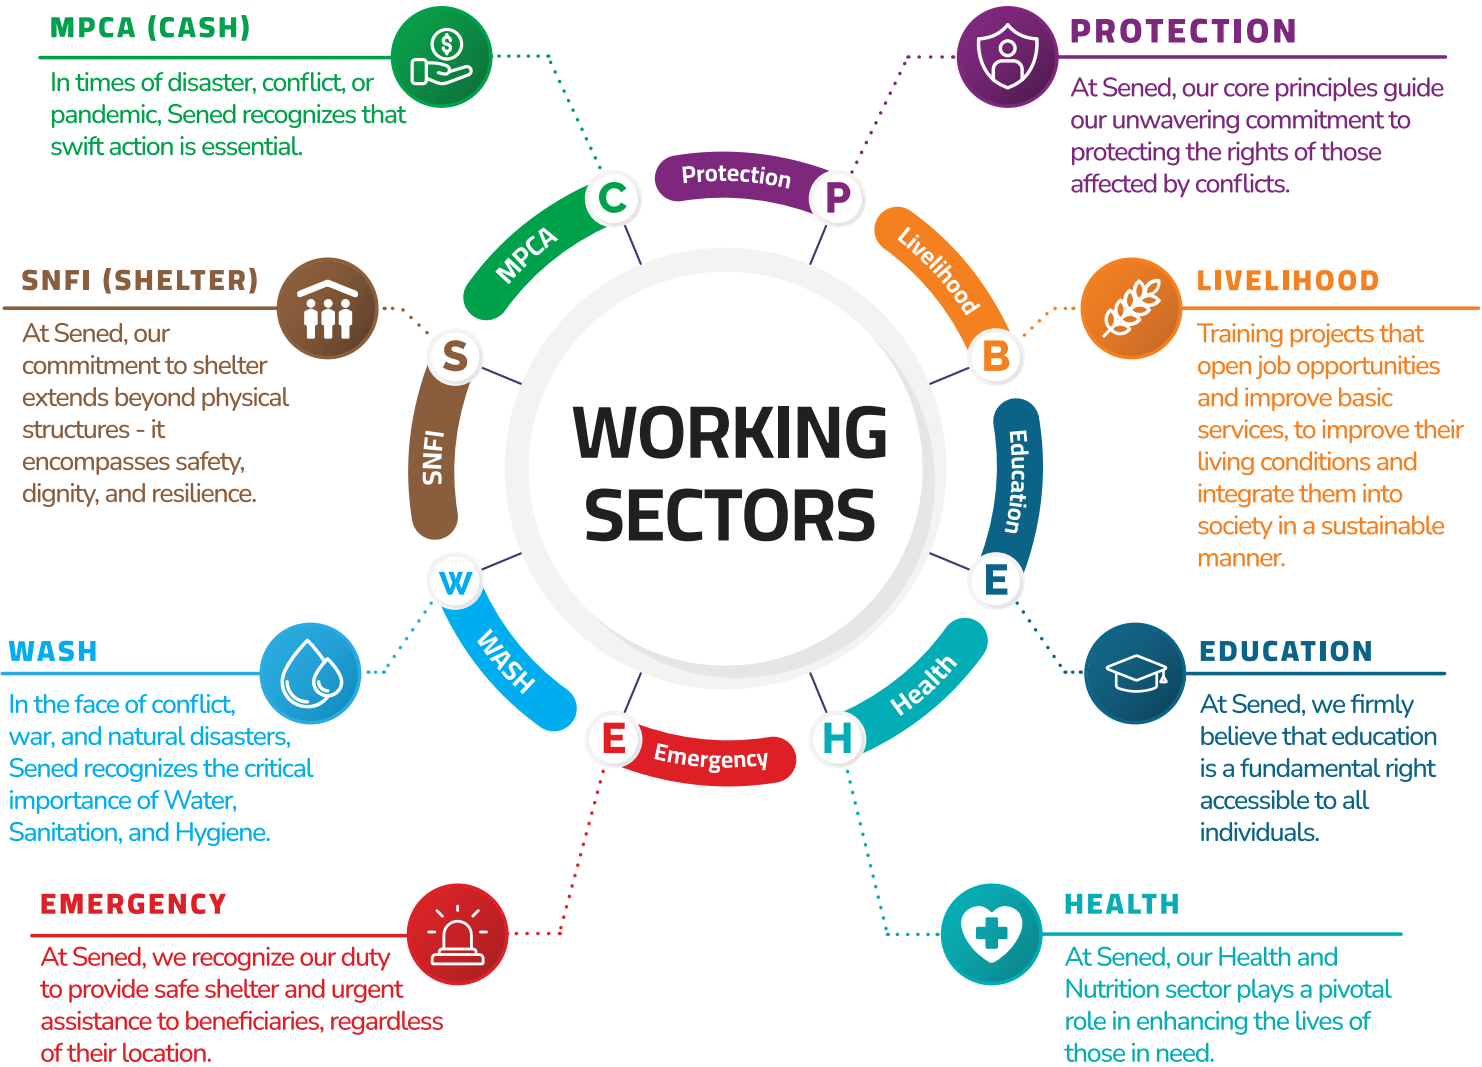 MPCA (CASH)
In times of disaster, conflict, or
pandemic, Sened recognizes that
swift action is essential.
PROTECTION
At Sened, our core principles guide
our unwavering commitment to
protecting the rights of those
affected by conflicts.
SNFI (SHELTER)
At Sened, our
commitment to shelter
extends beyond physical
structures - it
encompasses safety,
dignity, and resilience.
LIVELIHOOD
Training projects that
open job opportunities
and improve basic
services, to improve their
living conditions and
integrate them into
society in a sustainable
manner.
WASH
In the face of conflict,
war, and natural disasters,
Sened recognizes the critical
importance of Water,
Sanitation, and Hygiene.
EDUCATION
At Sened, we firmly
believe that education
is a fundamental right
accessible to all
individuals.
EMERGENCY
At Sened, we recognize our duty
to provide safe shelter and urgent
assistance to beneficiaries, regardless
of their location.
HEALTH
At Sened, our Health and
Nutrition sector plays a pivotal
role in enhancing the lives of
those in need.
WORKING
SECTORS
C
MPCA
Protection
P
Livelihood
B
Education
E
Health
H
Emergency
E
WASH
W
SNFI
S
$